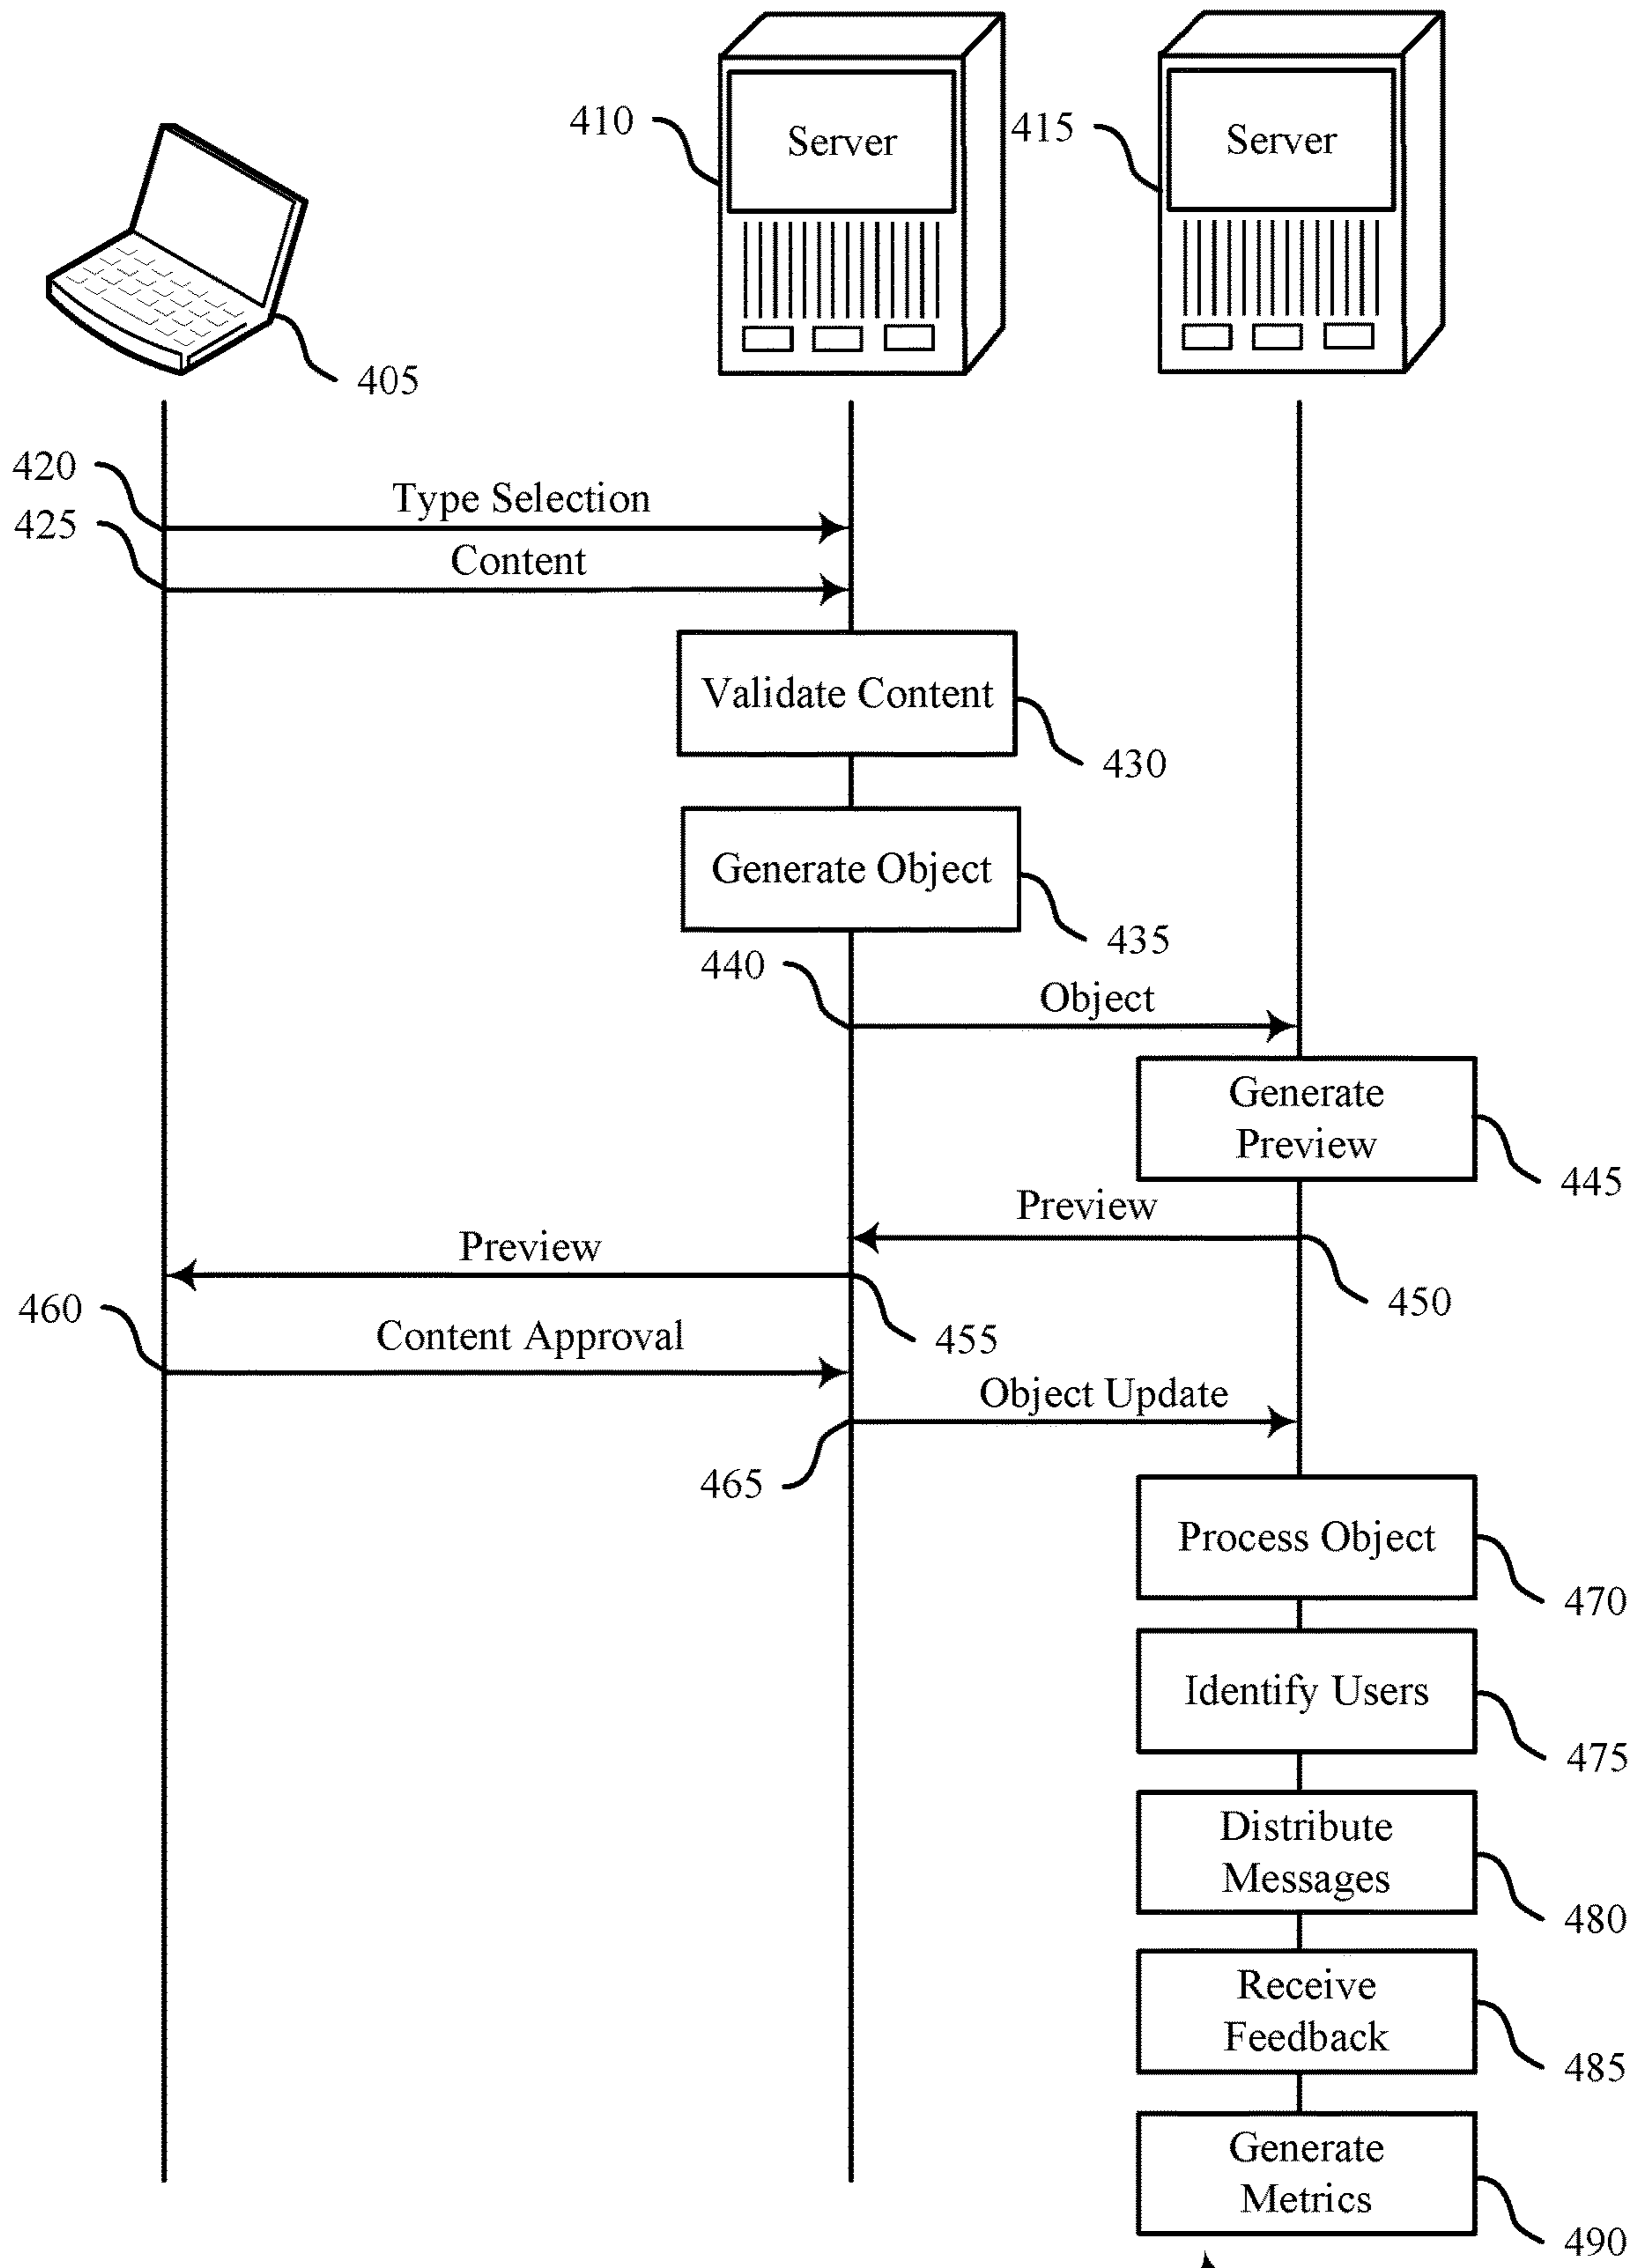 410
Server
415
Server
405
420
Type Selection
425
Content
Validate Content
430
Generate Object
435
440
Object
Generate
Preview
445
Preview
450
Preview
455
460
Content Approval
Object Update
465
Process Object
470
Identify Users
475
Distribute
Messages
480
Receive
Feedback
485
Generate
Metrics
490